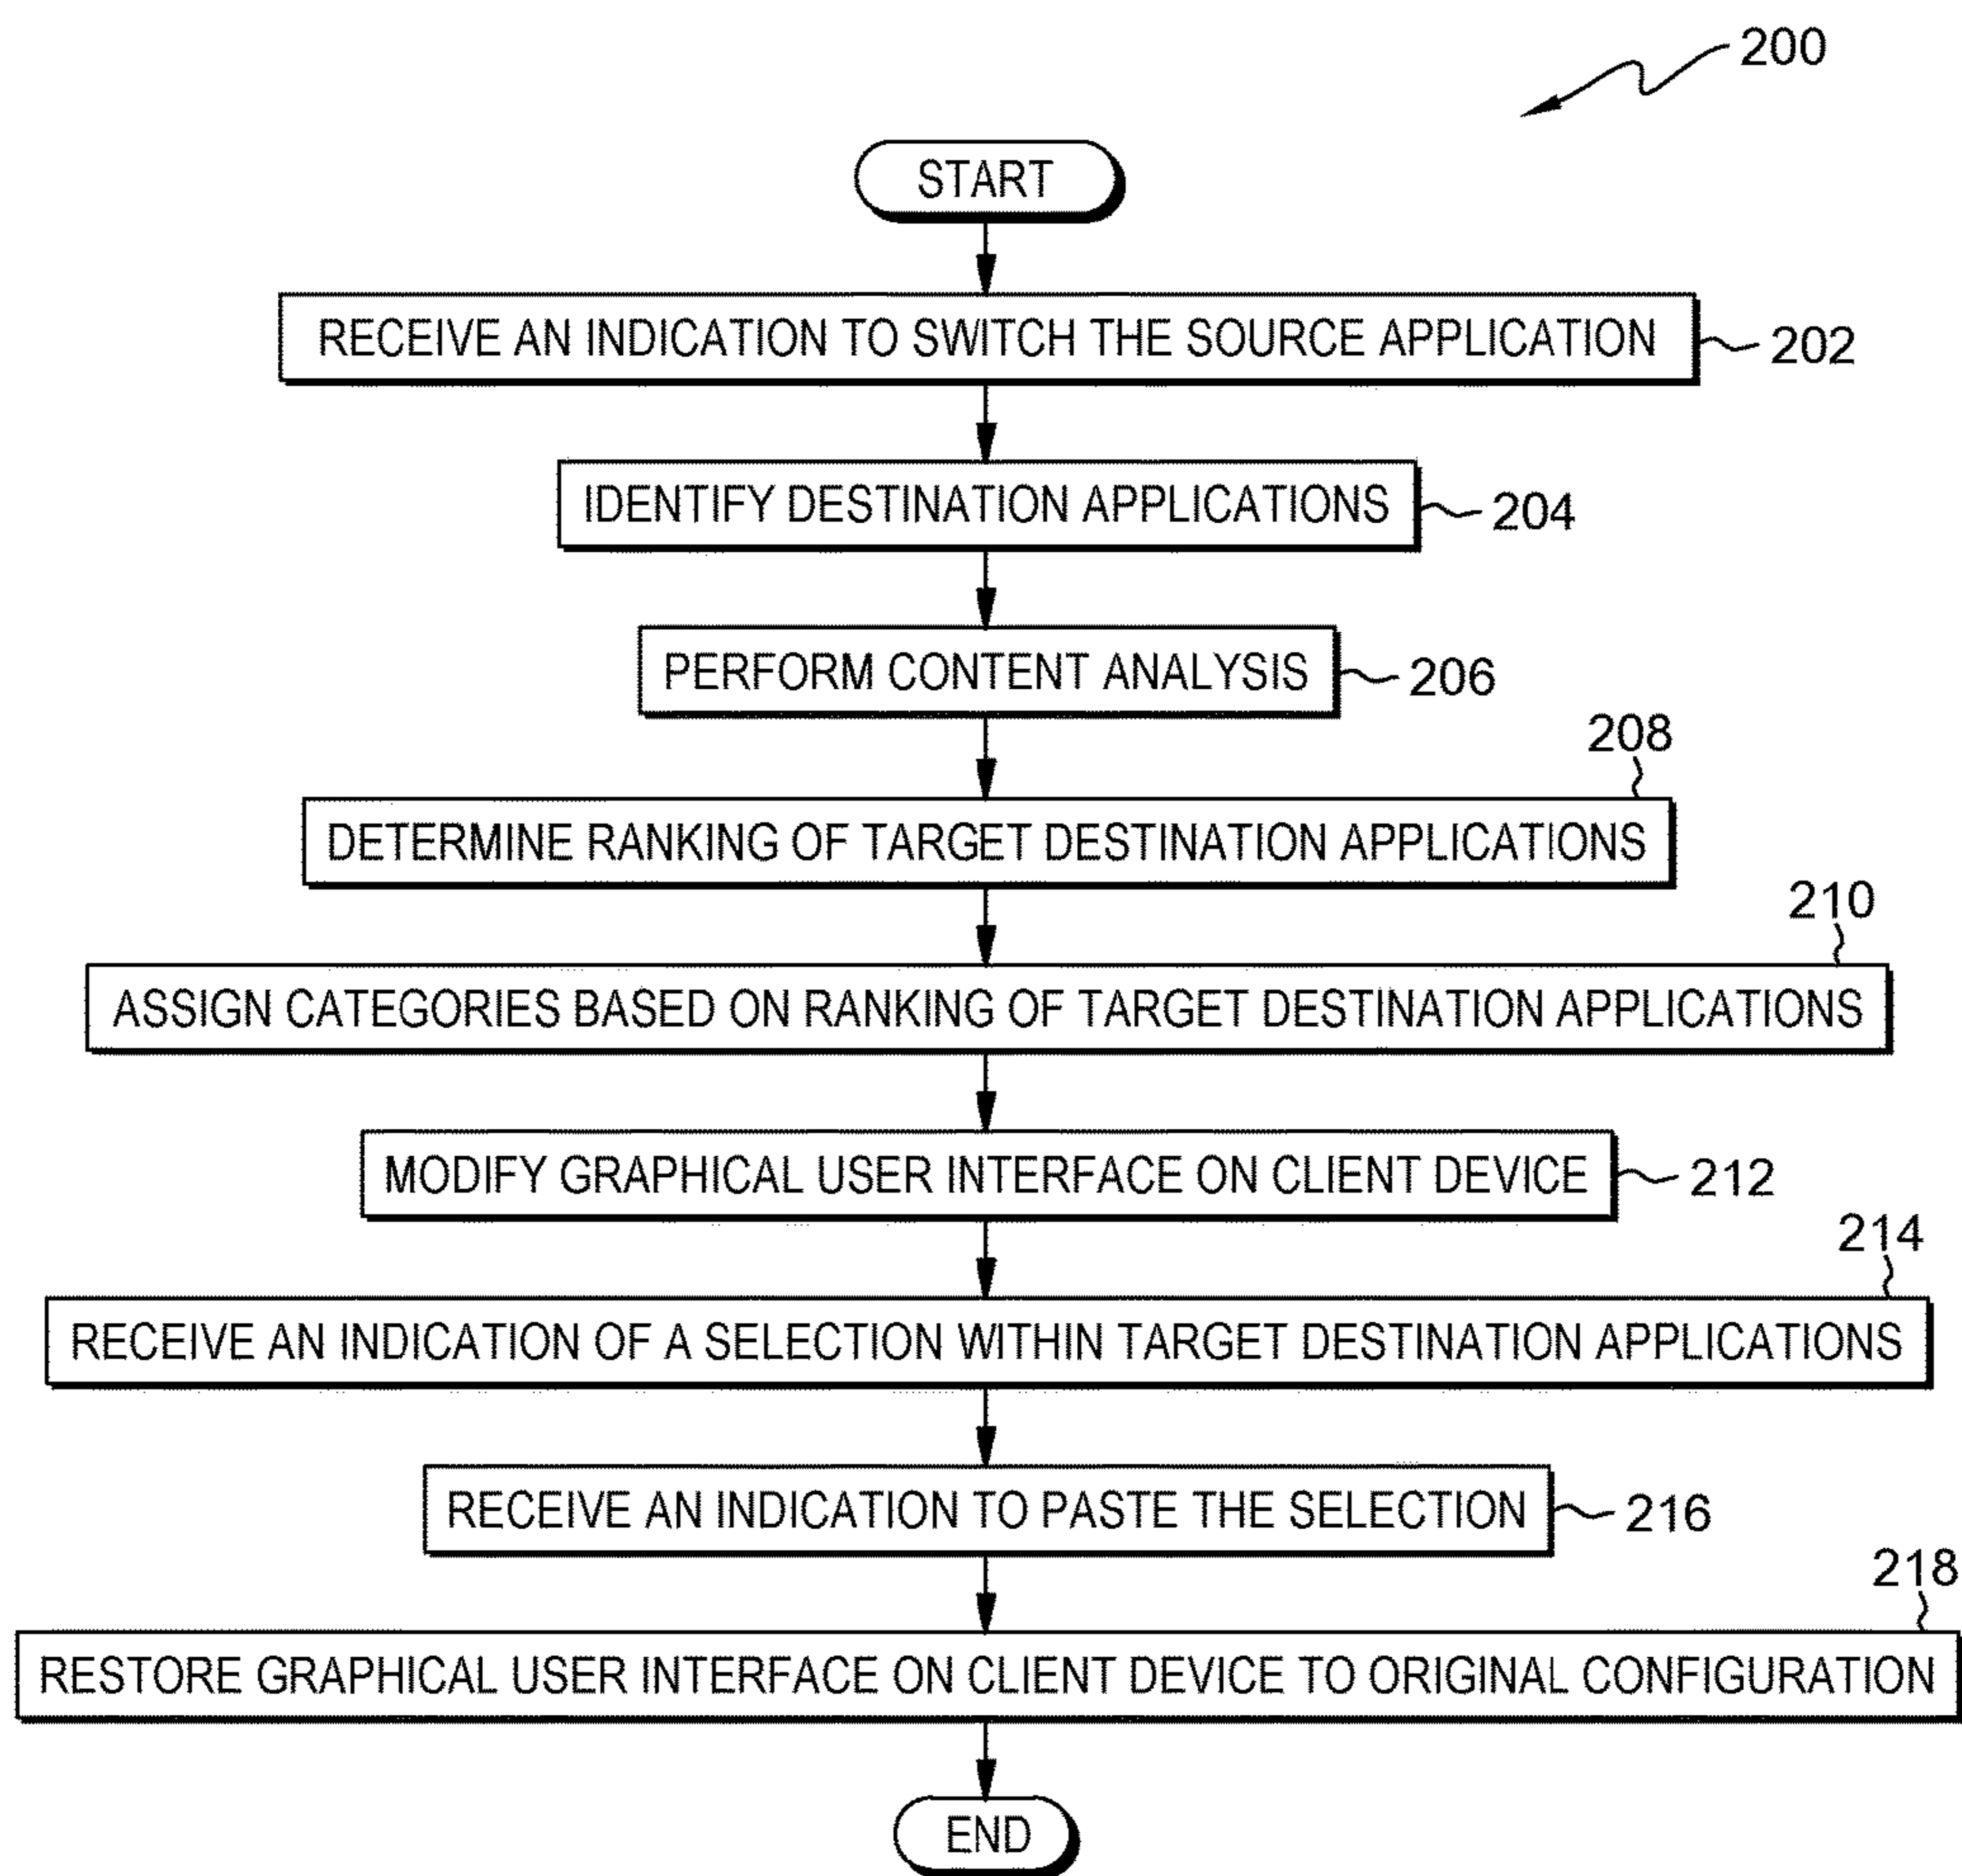 200
START
RECEIVE AN INDICATION TO SWITCH THE SOURCE APPLICATION
202
IDENTIFY DESTINATION APPLICATIONS
204
PERFORM CONTENT ANALYSIS
206
208
DETERMINE RANKING OF TARGET DESTINATION APPLICATIONS
210
ASSIGN CATEGORIES BASED ON RANKING OF TARGET DESTINATION APPLICATIONS
MODIFY GRAPHICAL USER INTERFACE ON CLIENT DEVICE
212
214
RECEIVE AN INDICATION OF A SELECTION WITHIN TARGET DESTINATION APPLICATIONS
RECEIVE AN INDICATION TO PASTE THE SELECTION
216
218
RESTORE GRAPHICAL USER INTERFACE ON CLIENT DEVICE TO ORIGINAL CONFIGURATION
END